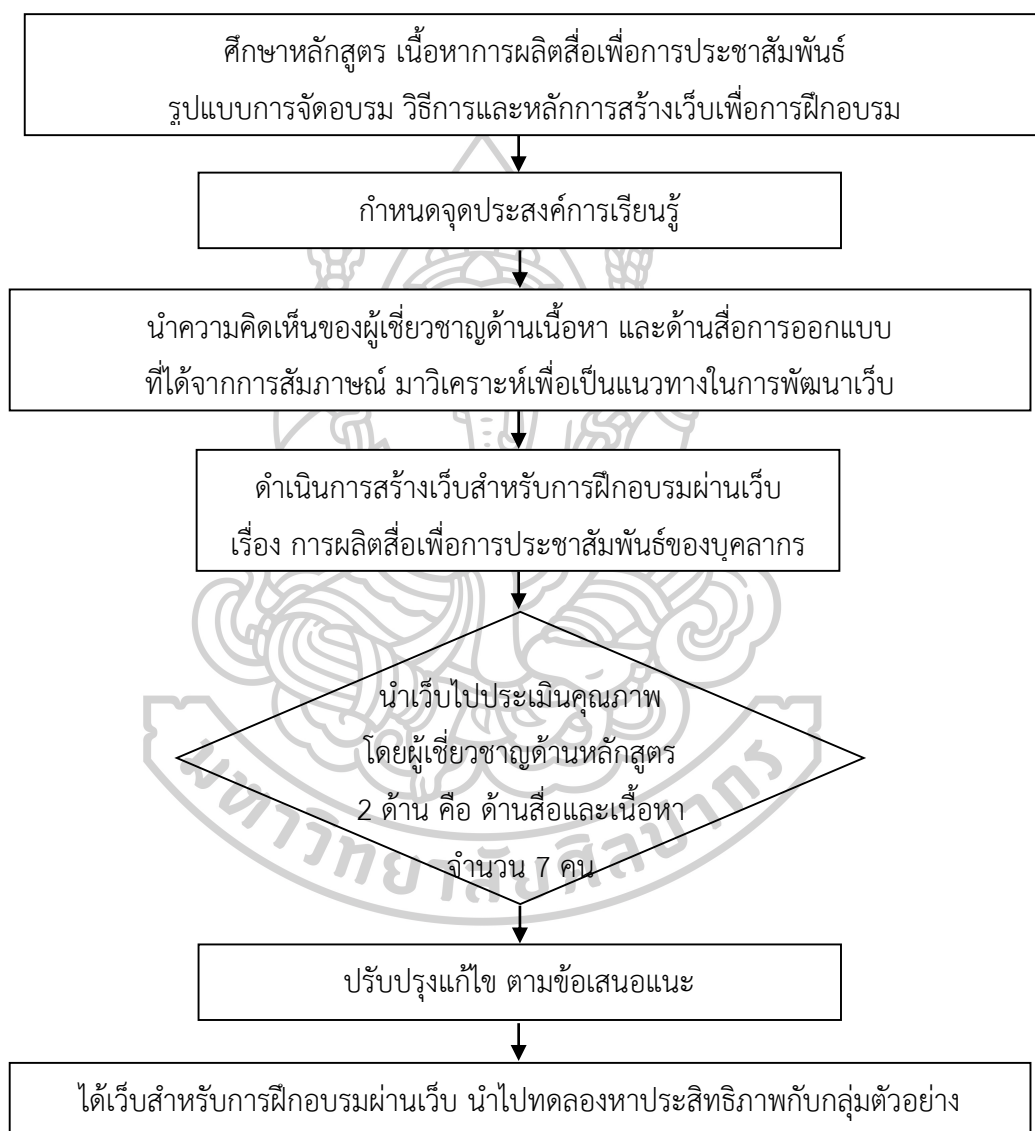 ศึกษาหลักสูตร เนื้อหาการผลิตสื่อเพื่อการประชาสัมพันธ์
รูปแบบการจัดอบรม วิธีการและหลักการสร้างเว็บเพื่อการฝึกอบรม
กำหนดจุดประสงค์การเรียนรู้
นำความคิดเห็นของผู้เชี่ยวชาญด้านเนื้อหา และด้านสื่อการออกแบบ
ที่ได้จากการสัมภาษณ์ มาวิเคราะห์เพื่อเป็นแนวทางในการพัฒนาเว็บ
ดำเนินการสร้างเว็บสำหรับการฝึกอบรมผ่านเว็บ
เรื่อง การผลิตสื่อเพื่อการประชาสัมพันธ์ของบุคลากร
นำเว็บไปประเมินคุณภาพ
โดยผู้เชี่ยวชาญด้านหลักสูตร
2 ด้าน คือ ด้านสื่อและเนื้อหา
จำนวน 7 คน
มหาวิทยาลัยศิลปากร
ปรับปรุงแก้ไข ตามข้อเสนอแนะ
ได้เว็บสำหรับการฝึกอบรมผ่านเว็บ นำไปทดลองหาประสิทธิภาพกับกลุ่มตัวอย่าง